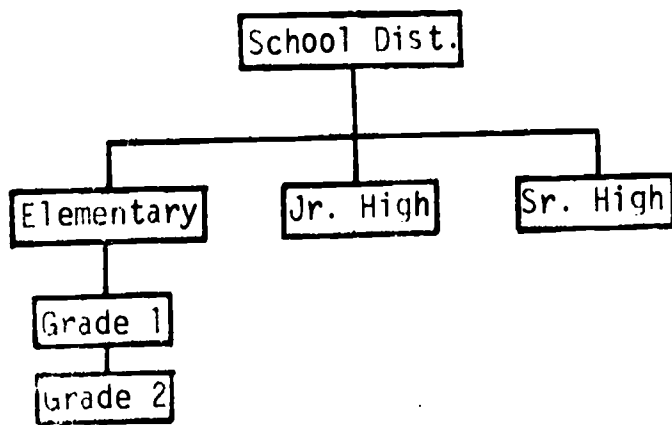 School Dist.
Elementary
Jr. High
Sr. High
Grade 1
Grade 2